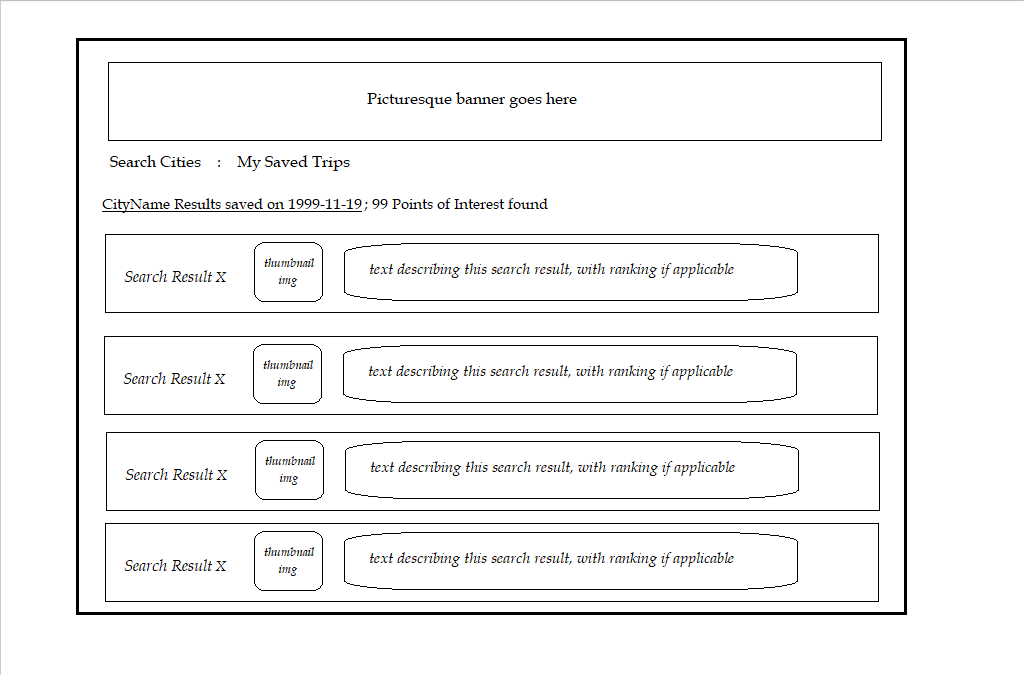 Picturesque banner goes here
Search Cities : My Saved Trips
CityName Results saved on 1999-11-19; 99 Points of Interest found
Search Result X
thumbnail
img
text describing this search result, with ranking if applicable
Search Result X
thumbnail
img
text describing this search result, with ranking if applicable
Search Result X
thumbnail
img
text describing this search result, with ranking if applicable
Search Result X
thumbnail
img
text describing this search result, with ranking if applicable